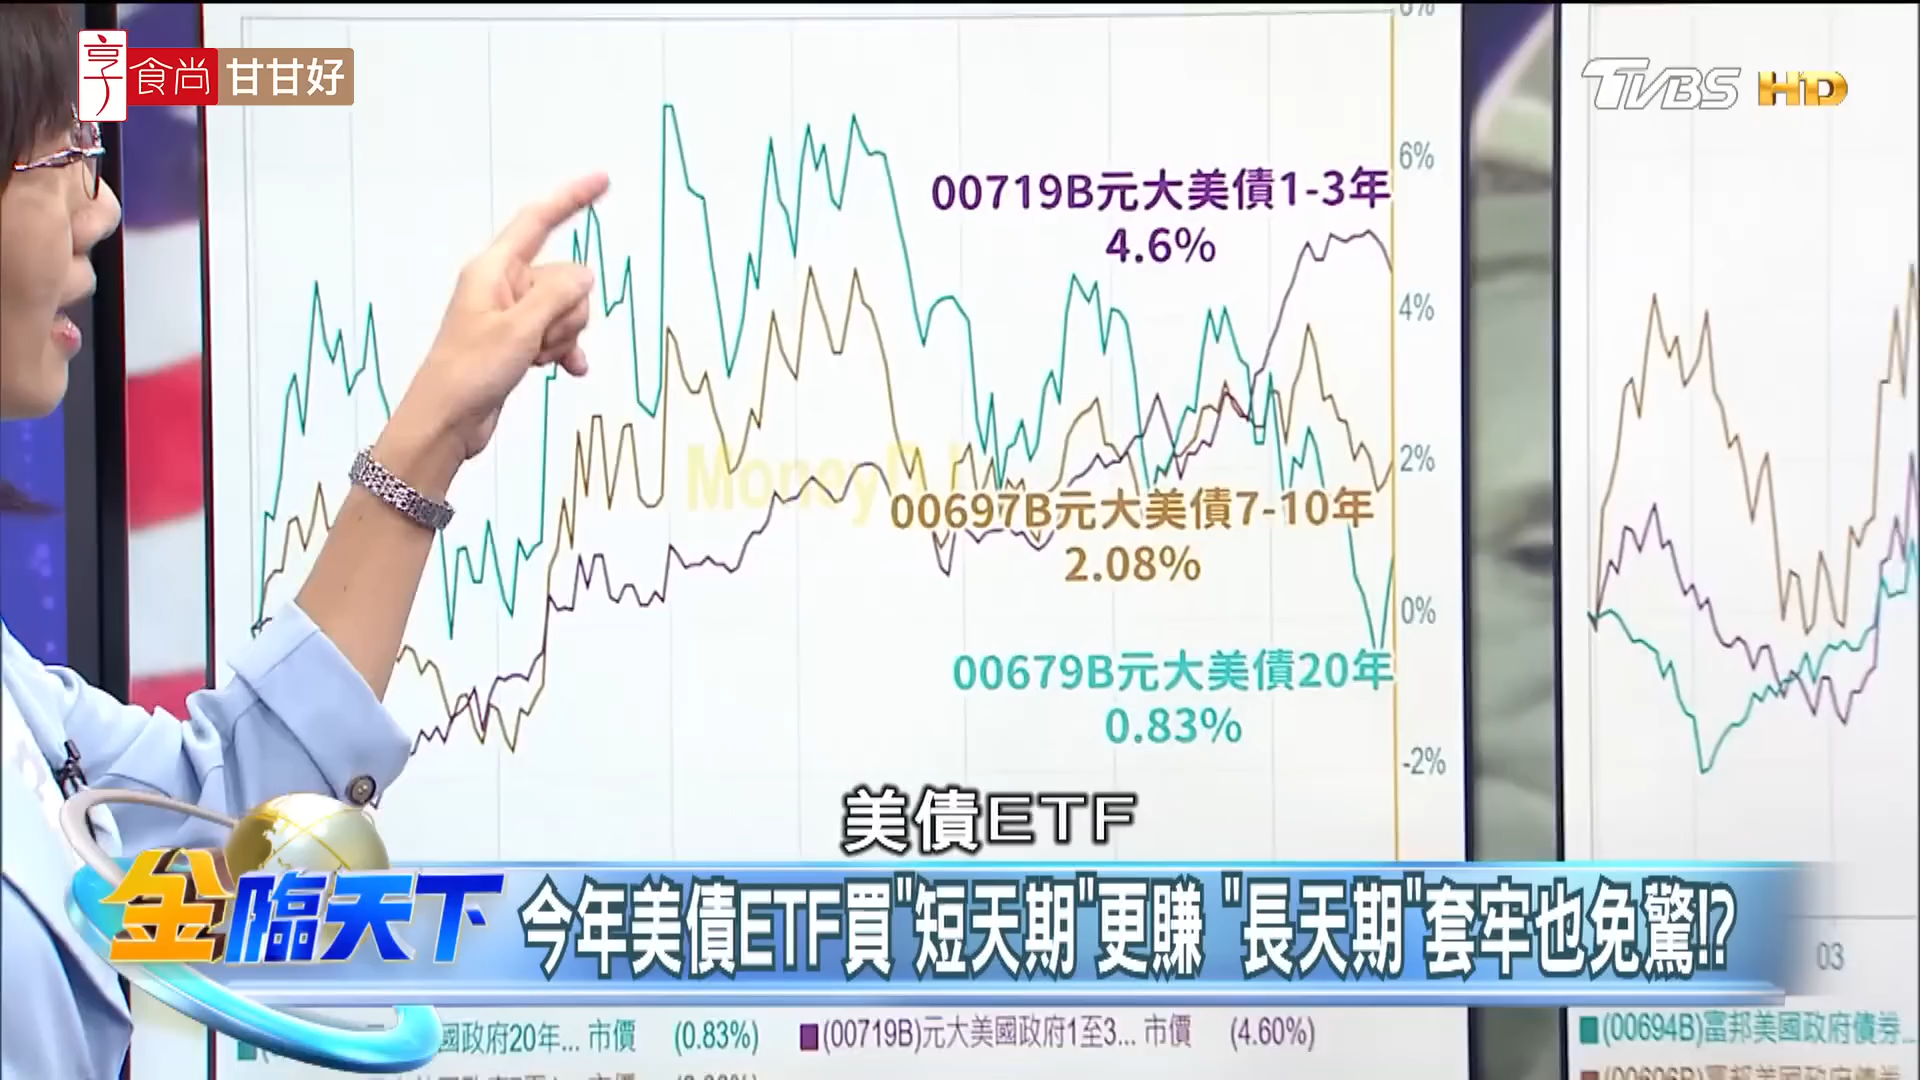 享 食尚 甘甘好
TVBS HD
6%
00719B元大美債1-3年
4.6%
4%
2%
00697B元大美債7-10年
2.08%
0%
00679B元大美債20年
0.83%
-2%
美債ETF
金臨天下
今年美債ETF買"短天期"更賺 "長天期"套牢也免驚!?
03
國政府20年... 市價 (0.83%)
(00719B)元大美國政府1至3... 市價 (4.60%)
(00694B)富邦美國政府債券...